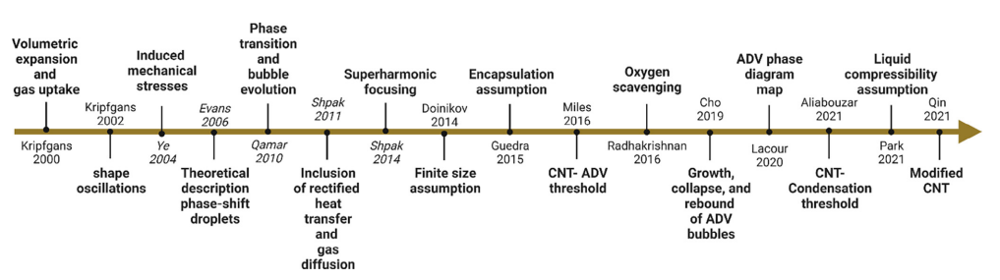 Volumetric
expansion
and
gas uptake
Kripfgans
2000
Kripfgans
2002
shape
oscillations
Induced
mechanical
stresses
Ye
2004
Evans
2006
Theoretical
description
phase-shift
droplets
Phase
transition
and
bubble
evolution
Qamar
2010
Shpak
2011
Inclusion
of rectified
heat
transfer
and
gas
diffusion
Superharmonic
focusing
Shpak
2014
Doinikov
2014
Finite size
assumption
Encapsulation
assumption
Guedra
2015
Miles
2016
CNT- ADV
threshold
Oxygen
scavenging
Radhakrishnan
2016
Cho
2019
Growth,
collapse, and
rebound
of ADV
bubbles
ADV phase
diagram
map
Lacour
2020
Aliabouzar
2021
CNT-
Condensation
threshold
Liquid
compressibility
assumption
Park
2021
Qin
2021
Modified
CNT